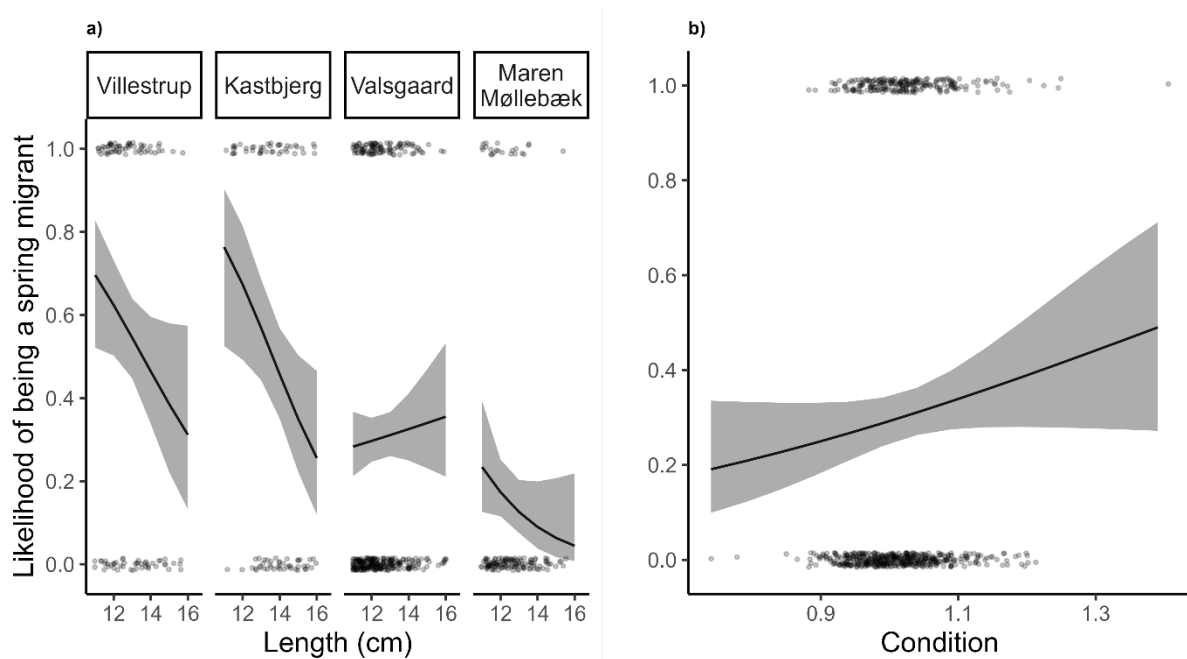 a)
Villestrup
Kastbjerg
Valsgaard
Maren
Møllebæk
Likelihood of being a spring migrant
1.0
0.8
0.6
0.4
0.2
0.0
12 14 16
12 14 16
12 14 16
12 14 16
Length (cm)
b)
1.0
0.8
0.6
0.4
0.2
0.0
0.9 1.1 1.3
Condition